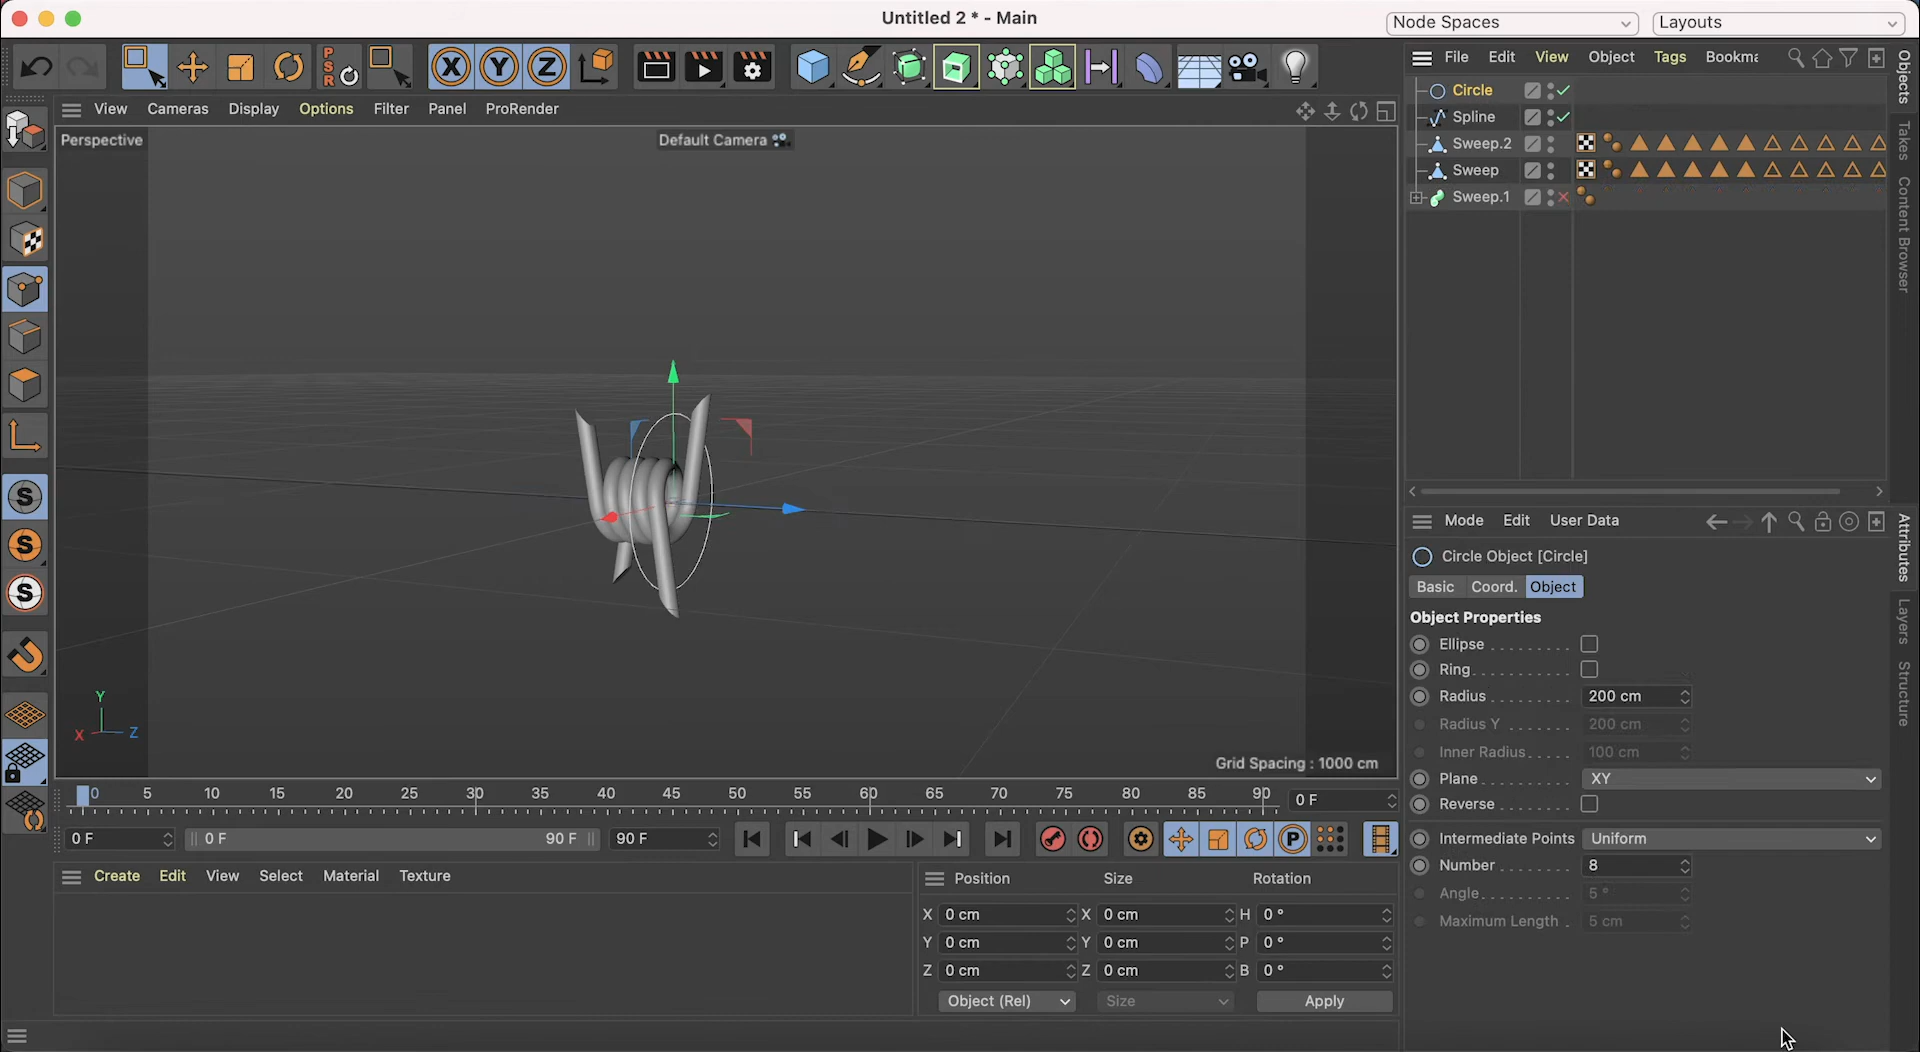 Untitled 2 * - Main
Node Spaces
Layouts
PSR
X Y Z
File Edit View Object Tags Bookma
View Cameras Display Options Filter Panel ProRender
Perspective
Default Camera
Circle
Spline
Sweep.2
Sweep
Sweep.1
Objects
Takes
Content Browser
S
S
S
Y
X
Z
Grid Spacing : 1000 cm
Mode Edit User Data
Circle Object [Circle]
Basic Coord. Object
Object Properties
Ellipse . . . . . . . . .
Ring. . . . . . . . . . .
Radius . . . . . . . . . 200 cm
Radius Y . . . . . . . 200 cm
Inner Radius. . . . . 100 cm
Plane. . . . . . . . . . XY
Reverse . . . . . . . .
Intermediate Points Uniform
Number . . . . . . . . 8
Angle. . . . . . . . . . 5 °
Maximum Length . 5 cm
Attributes
Layers
Structure
0 5 10 15 20 25 30 35 40 45 50 55 60 65 70 75 80 85 90 0 F
0 F 0 F 90 F 90 F
P
Create Edit View Select Material Texture
Position Size Rotation
X 0 cm X 0 cm H 0 °
Y 0 cm Y 0 cm P 0 °
Z 0 cm Z 0 cm B 0 °
Object (Rel) Size Apply